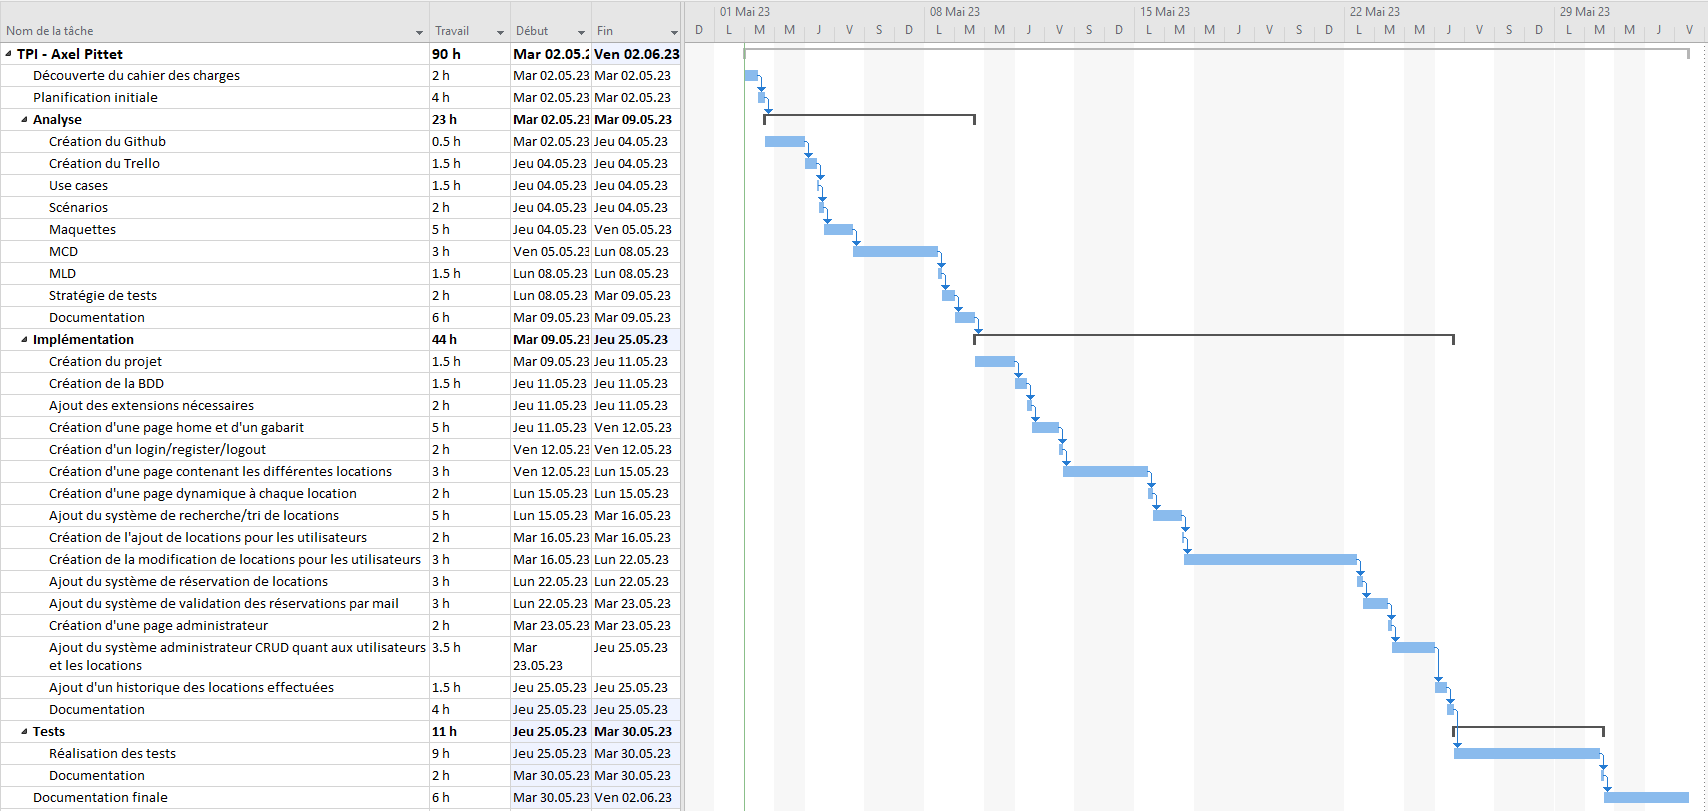 01 Mai 23 08 Mai 23 15 Mai 23 22 Mai 23 29 Mai 23
Nom de la tâche Travail Début Fin D L M M J V S D L M M J V S D L M M J V S D L M M J V S D L M M J V
TPI - Axel Pittet 90 h Mar 02.05.2 Ven 02.06.23
Découverte du cahier des charges 2 h Mar 02.05.23 Mar 02.05.23
Planification initiale 4 h Mar 02.05.23 Mar 02.05.23
Analyse 23 h Mar 02.05.23 Mar 09.05.23
Création du Github 0.5 h Mar 02.05.23 Jeu 04.05.23
Création du Trello 1.5 h Jeu 04.05.23 Jeu 04.05.23
Use cases 1.5 h Jeu 04.05.23 Jeu 04.05.23
Scénarios 2 h Jeu 04.05.23 Jeu 04.05.23
Maquettes 5 h Jeu 04.05.23 Ven 05.05.23
MCD 3 h Ven 05.05.23 Lun 08.05.23
MLD 1.5 h Lun 08.05.23 Lun 08.05.23
Stratégie de tests 2 h Lun 08.05.23 Mar 09.05.23
Documentation 6 h Mar 09.05.23 Mar 09.05.23
Implémentation 44 h Mar 09.05.23 Jeu 25.05.23
Création du projet 1.5 h Mar 09.05.23 Jeu 11.05.23
Création de la BDD 1.5 h Jeu 11.05.23 Jeu 11.05.23
Ajout des extensions nécessaires 2 h Jeu 11.05.23 Jeu 11.05.23
Création d'une page home et d'un gabarit 5 h Jeu 11.05.23 Ven 12.05.23
Création d'un login/register/logout 2 h Ven 12.05.23 Ven 12.05.23
Création d'une page contenant les différentes locations 3 h Ven 12.05.23 Lun 15.05.23
Création d'une page dynamique à chaque location 2 h Lun 15.05.23 Lun 15.05.23
Ajout du système de recherche/tri de locations 5 h Lun 15.05.23 Mar 16.05.23
Création de l'ajout de locations pour les utilisateurs 2 h Mar 16.05.23 Mar 16.05.23
Création de la modification de locations pour les utilisateurs 3 h Mar 16.05.23 Lun 22.05.23
Ajout du système de réservation de locations 3 h Lun 22.05.23 Lun 22.05.23
Ajout du système de validation des réservations par mail 3 h Lun 22.05.23 Mar 23.05.23
Création d'une page administrateur 2 h Mar 23.05.23 Mar 23.05.23
Ajout du système administrateur CRUD quant aux utilisateurs 3.5 h Mar Jeu 25.05.23
et les locations 23.05.23
Ajout d'un historique des locations effectuées 1.5 h Jeu 25.05.23 Jeu 25.05.23
Documentation 4 h Jeu 25.05.23 Jeu 25.05.23
Tests 11 h Jeu 25.05.23 Mar 30.05.23
Réalisation des tests 9 h Jeu 25.05.23 Mar 30.05.23
Documentation 2 h Mar 30.05.23 Mar 30.05.23
Documentation finale 6 h Mar 30.05.23 Ven 02.06.23